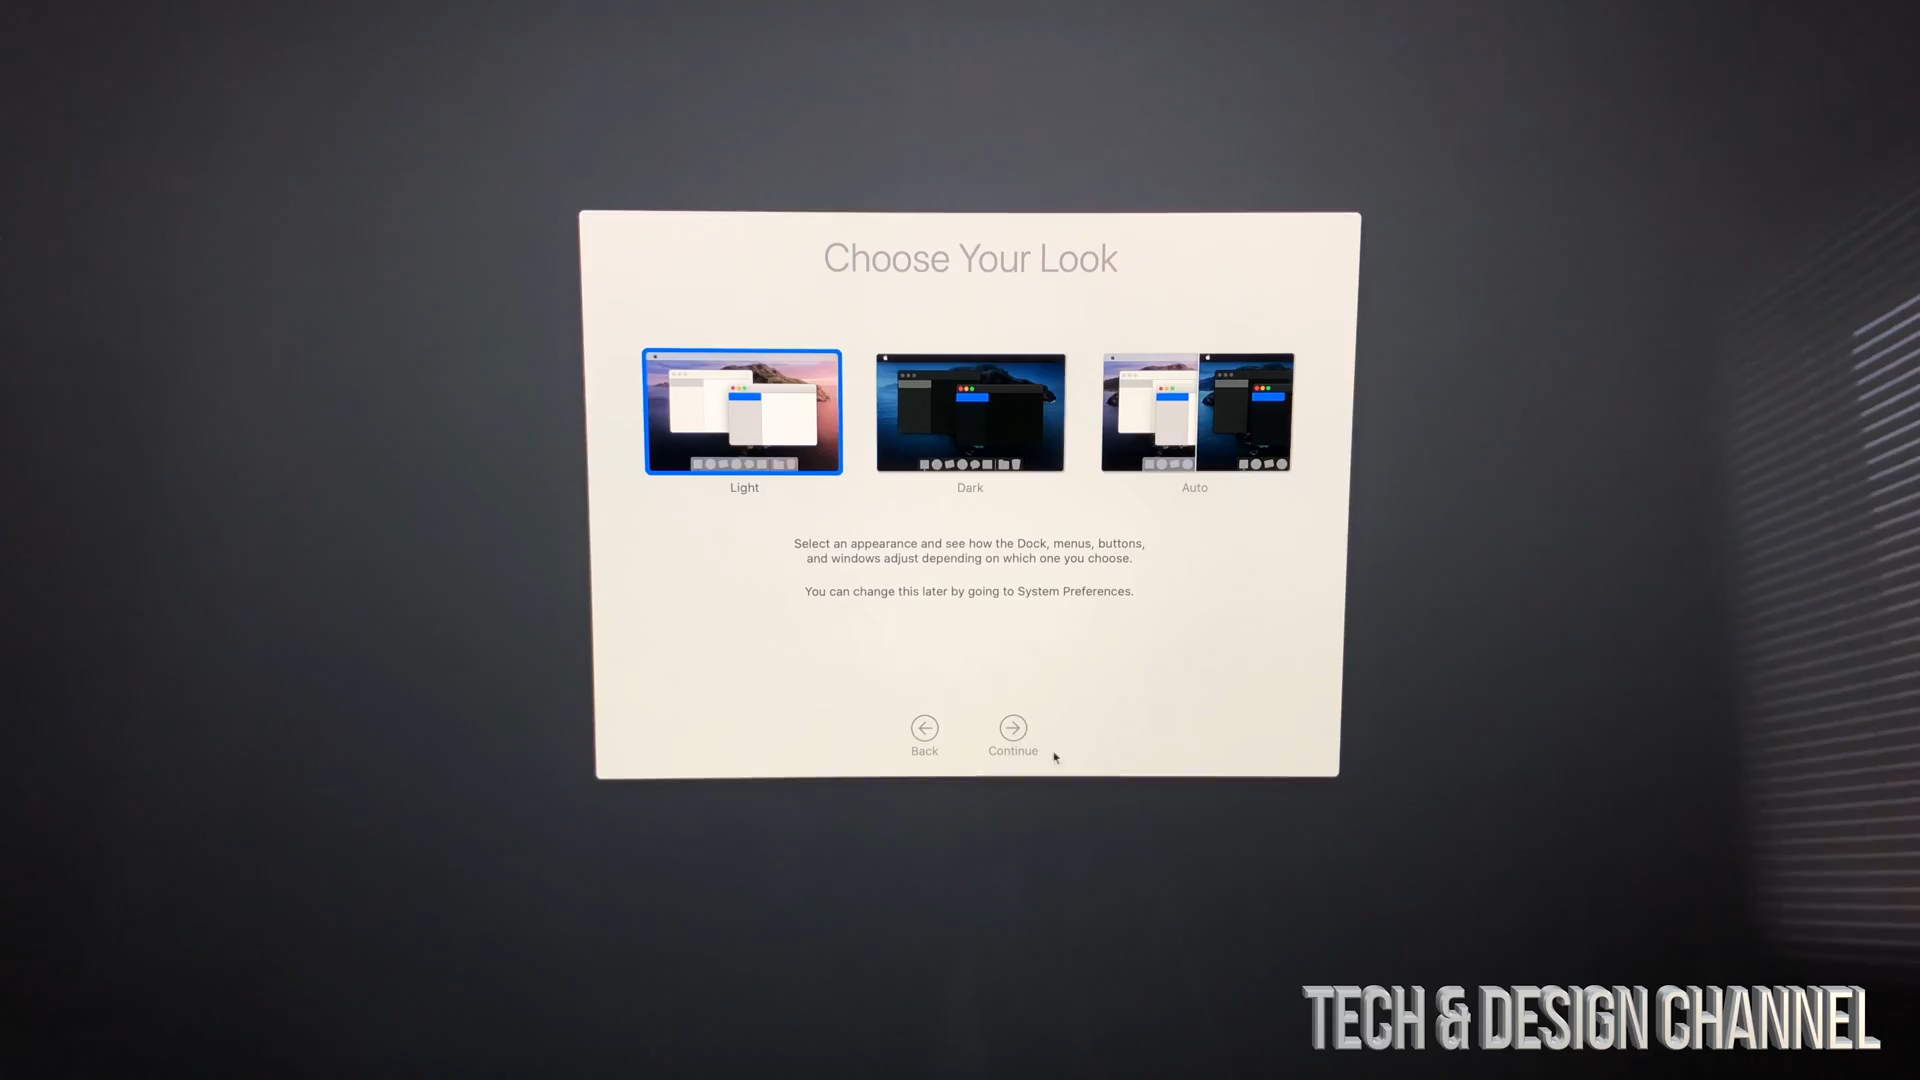 Choose Your Look
Light
Dark
Auto
Select an appearance and see how the Dock, menus, buttons,
and windows adjust depending on which one you choose.
You can change this later by going to System Preferences.
Back
Continue
TECH & DESIGN CHANNEL